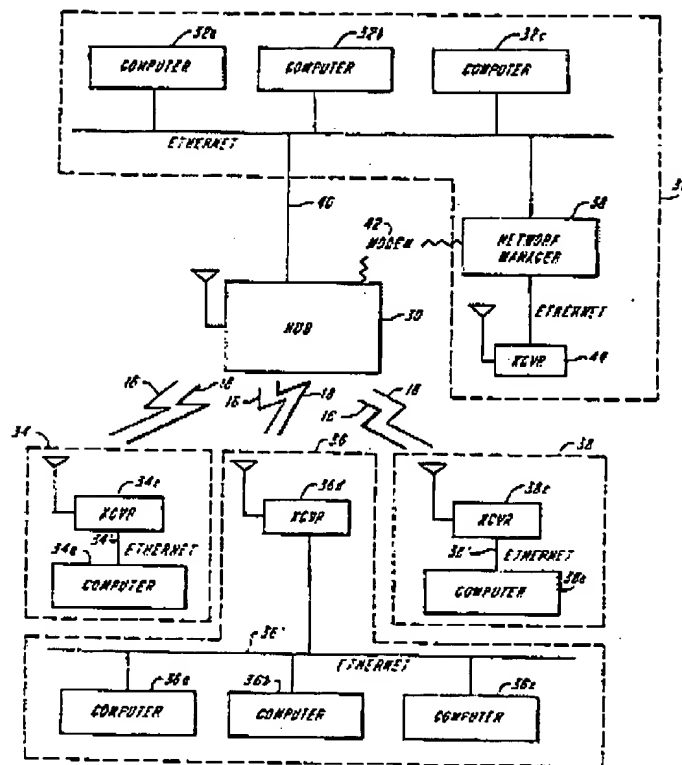 32a 32b 32c
COMPUTER COMPUTER COMPUTER
ETHERNET
40
42
MODEM
NETWORK
MANAGER
HUB
30
ETHERNET
XCVR
44
16 18 16 18 16 18
34 36 38
XCVR 36d XCVR XCVR
34' ETHERNET
34a
COMPUTER
38' ETHERNET
38a
COMPUTER
36'
ETHERNET
36a 36b 36c
COMPUTER COMPUTER COMPUTER